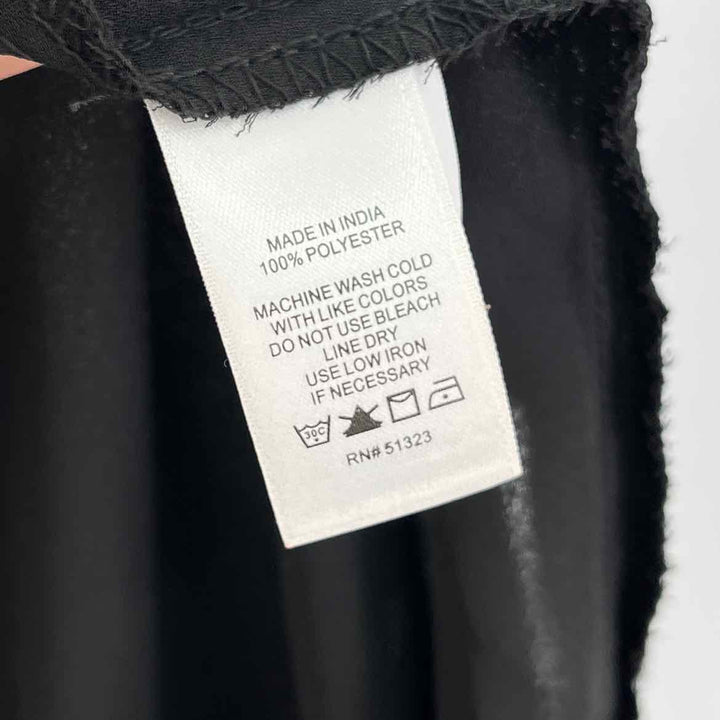 MADE IN INDIA
100% POLYESTER
MACHINE WASH COLD
WITH LIKE COLORS
DO NOT USE BLEACH
LINE DRY
USE LOW IRON
IF NECESSARY
30C
RN# 51323